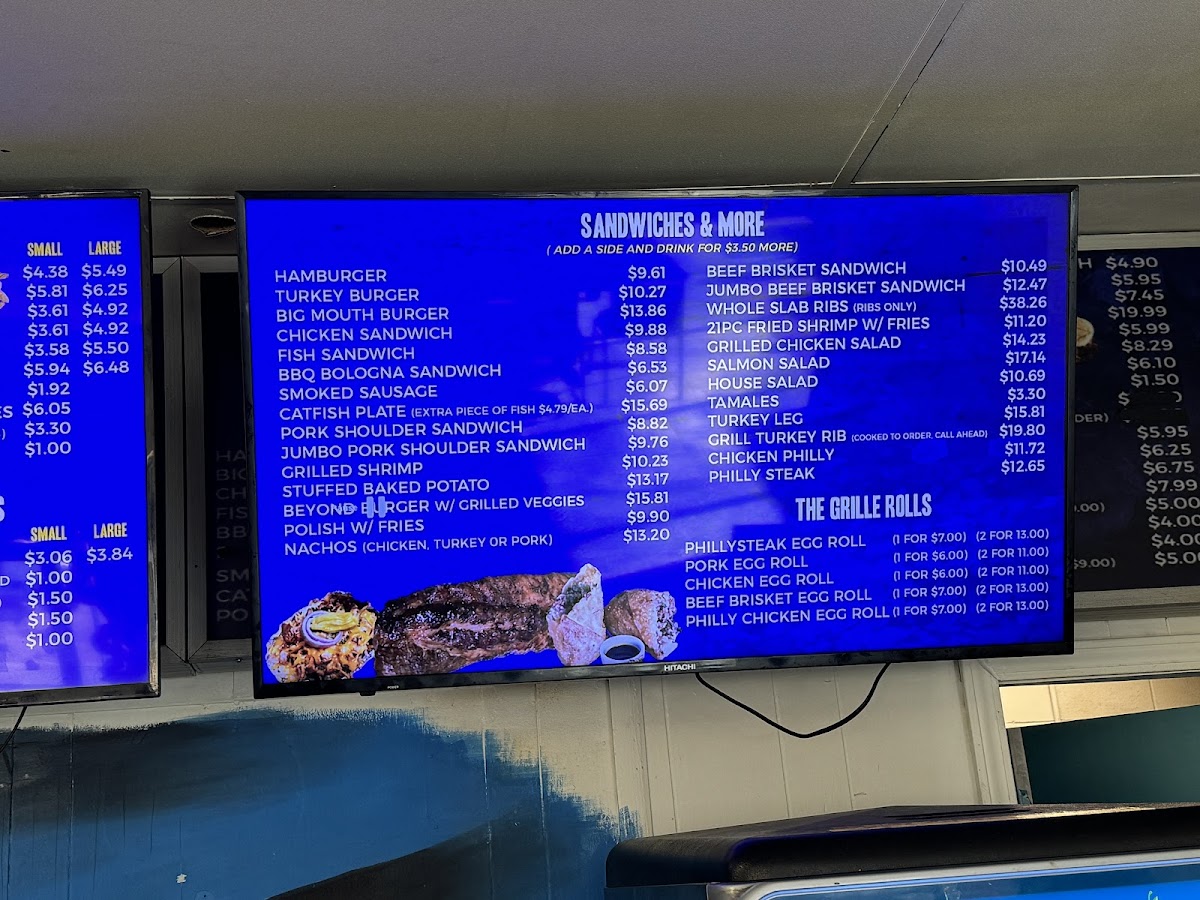 SMALL LARGE
$4.38 $5.49
$5.81 $6.25
$3.61 $4.92
$3.61 $4.92
$3.58 $5.50
$5.94 $6.48
$1.92
ES $6.05
$3.30
$1.00
S
SMALL LARGE
$3.06 $3.84
D $1.00
$1.50
$1.50
$1.00
SANDWICHES & MORE
( ADD A SIDE AND DRINK FOR $3.50 MORE)
HAMBURGER $9.61
TURKEY BURGER $10.27
BIG MOUTH BURGER $13.86
CHICKEN SANDWICH $9.88
FISH SANDWICH $8.58
BBQ BOLOGNA SANDWICH $6.53
SMOKED SAUSAGE $6.07
CATFISH PLATE (EXTRA PIECE OF FISH $4.79/EA.) $15.69
PORK SHOULDER SANDWICH $8.82
JUMBO PORK SHOULDER SANDWICH $9.76
GRILLED SHRIMP $10.23
STUFFED BAKED POTATO $13.17
BEYOND BURGER W/ GRILLED VEGGIES $15.81
POLISH W/ FRIES $9.90
NACHOS (CHICKEN, TURKEY OR PORK) $13.20
BEEF BRISKET SANDWICH $10.49
JUMBO BEEF BRISKET SANDWICH $12.47
WHOLE SLAB RIBS (RIBS ONLY) $38.26
21PC FRIED SHRIMP W/ FRIES $11.20
GRILLED CHICKEN SALAD $14.23
SALMON SALAD $17.14
HOUSE SALAD $10.69
TAMALES $3.30
TURKEY LEG $15.81
GRILL TURKEY RIB (COOKED TO ORDER, CALL AHEAD) $19.80
CHICKEN PHILLY $11.72
PHILLY STEAK $12.65
THE GRILLE ROLLS
PHILLYSTEAK EGG ROLL (1 FOR $7.00) (2 FOR 13.00)
PORK EGG ROLL (1 FOR $6.00) (2 FOR 11.00)
CHICKEN EGG ROLL (1 FOR $6.00) (2 FOR 11.00)
BEEF BRISKET EGG ROLL (1 FOR $7.00) (2 FOR 13.00)
PHILLY CHICKEN EGG ROLL (1 FOR $7.00) (2 FOR 13.00)
HITACHI
HA
BIG
CH
FI
BB
SM
CA
PO
H $4.90
$5.95
$7.45
$19.99
$5.99
$8.29
$6.10
$1.50
DER)
$5.95
$6.25
$6.75
$7.99
.00) $5.00
$4.00
$4.00
$9.00) $5.0